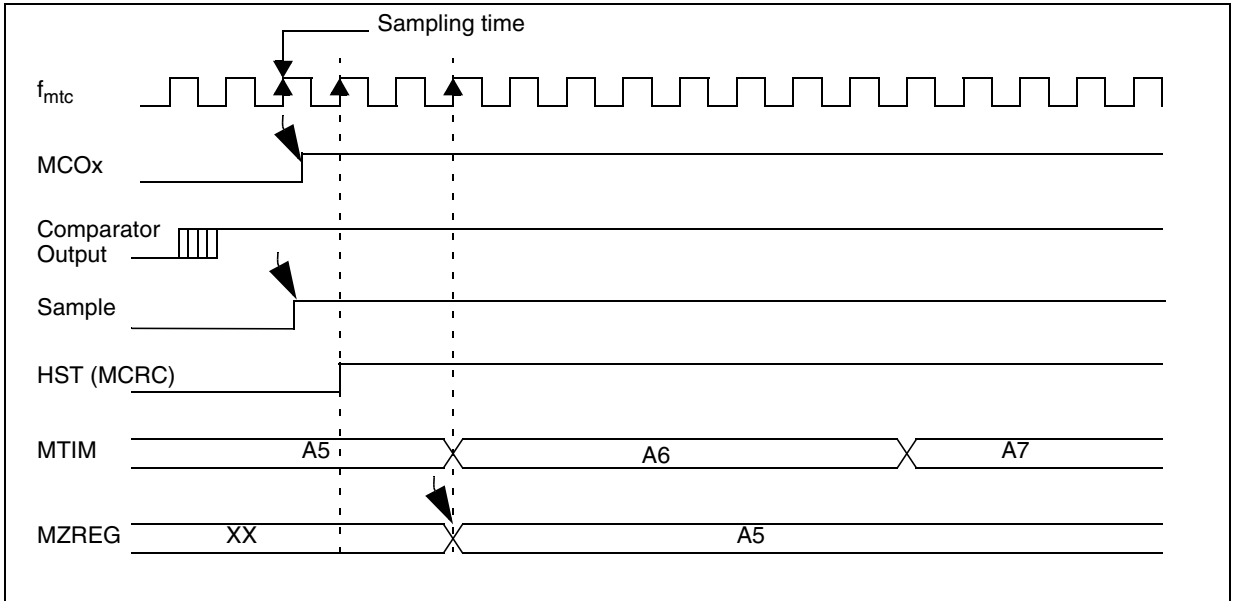 Sampling time
fmtc
MCOx
Comparator
Output
Sample
HST (MCRC)
MTIM A5 A6 A7
MZREG XX A5